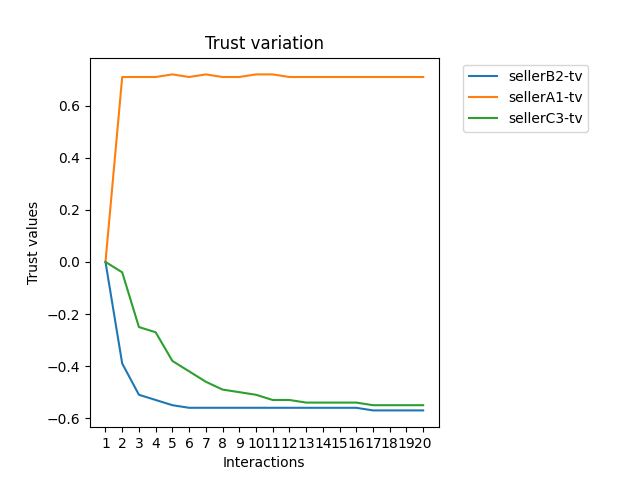 Trust variation
sellerB2-tv
sellerA1-tv
sellerC3-tv
Trust values
0.6
0.4
0.2
0.0
−0.2
−0.4
−0.6
1 2 3 4 5 6 7 8 9 10 11 12 13 14 15 16 17 18 19 20
Interactions